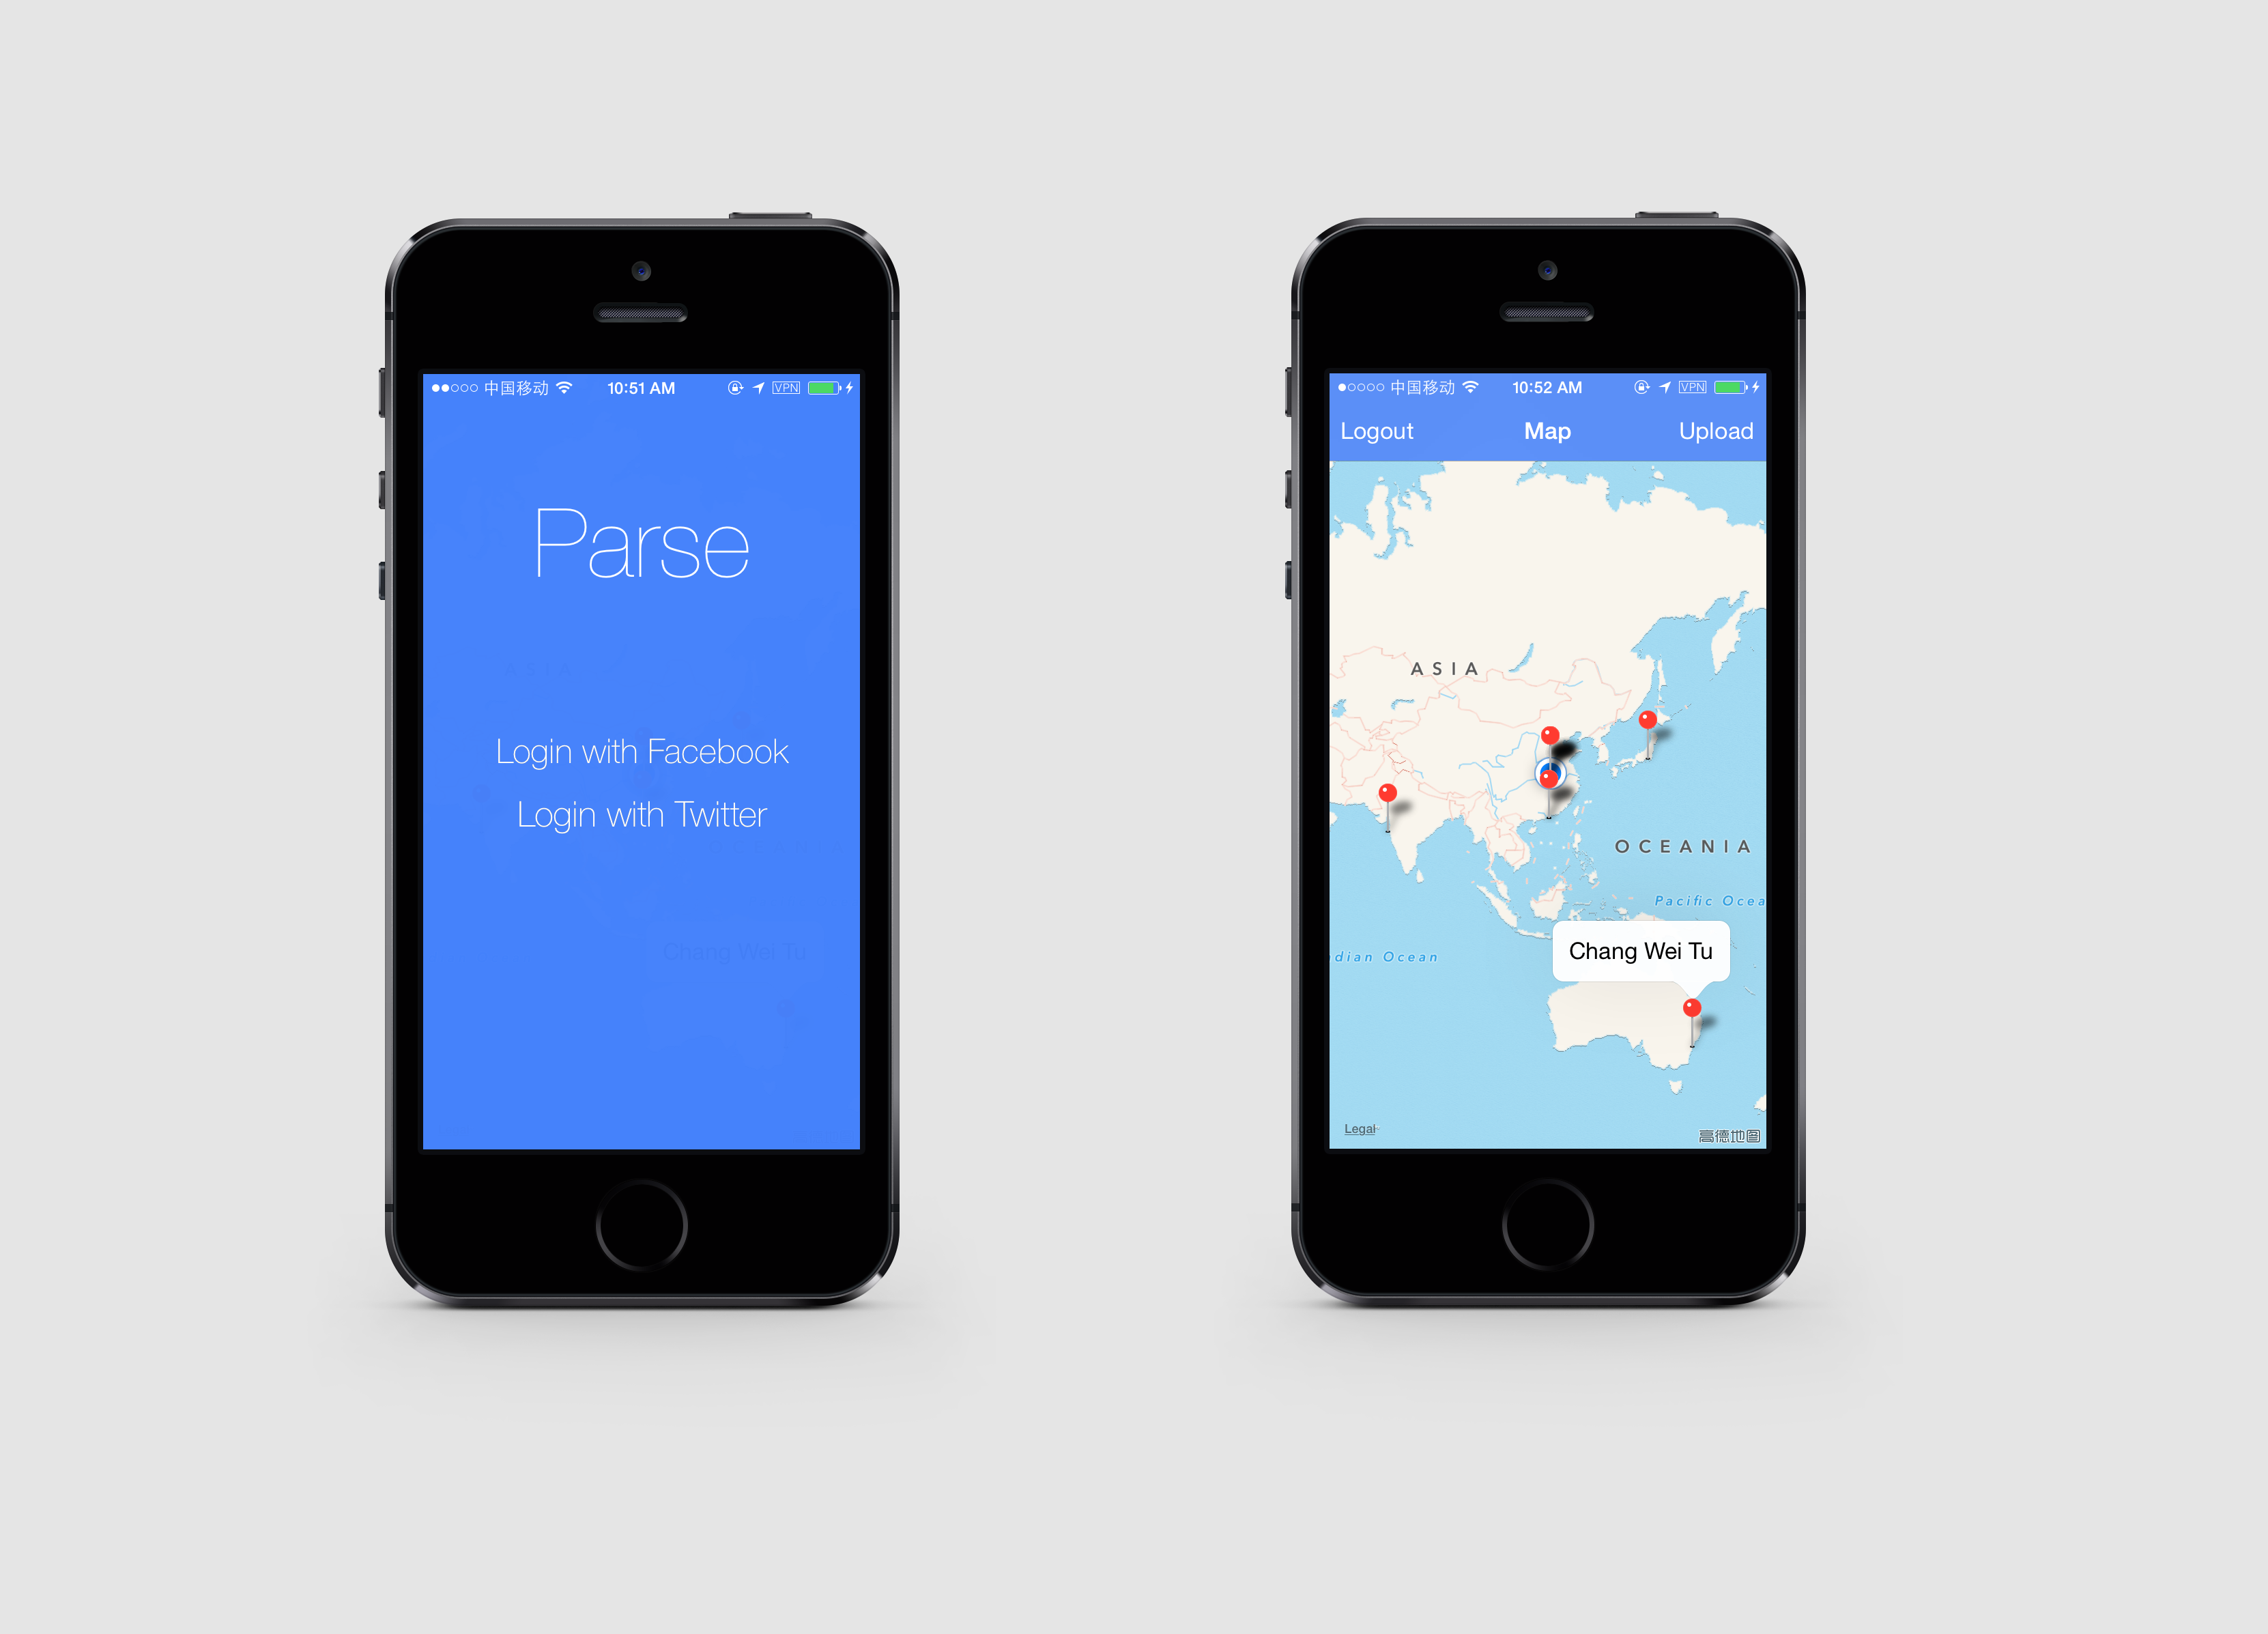 中国移动 10:51 AM VPN
Parse
ASIA
Login with Facebook
Login with Twitter
Chang Wei Tu
中国移动 10:52 AM VPN
Logout Map Upload
ASIA
OCEANIA
Pacific Ocea
Chang Wei Tu
dian Ocean
Legal
高德地图